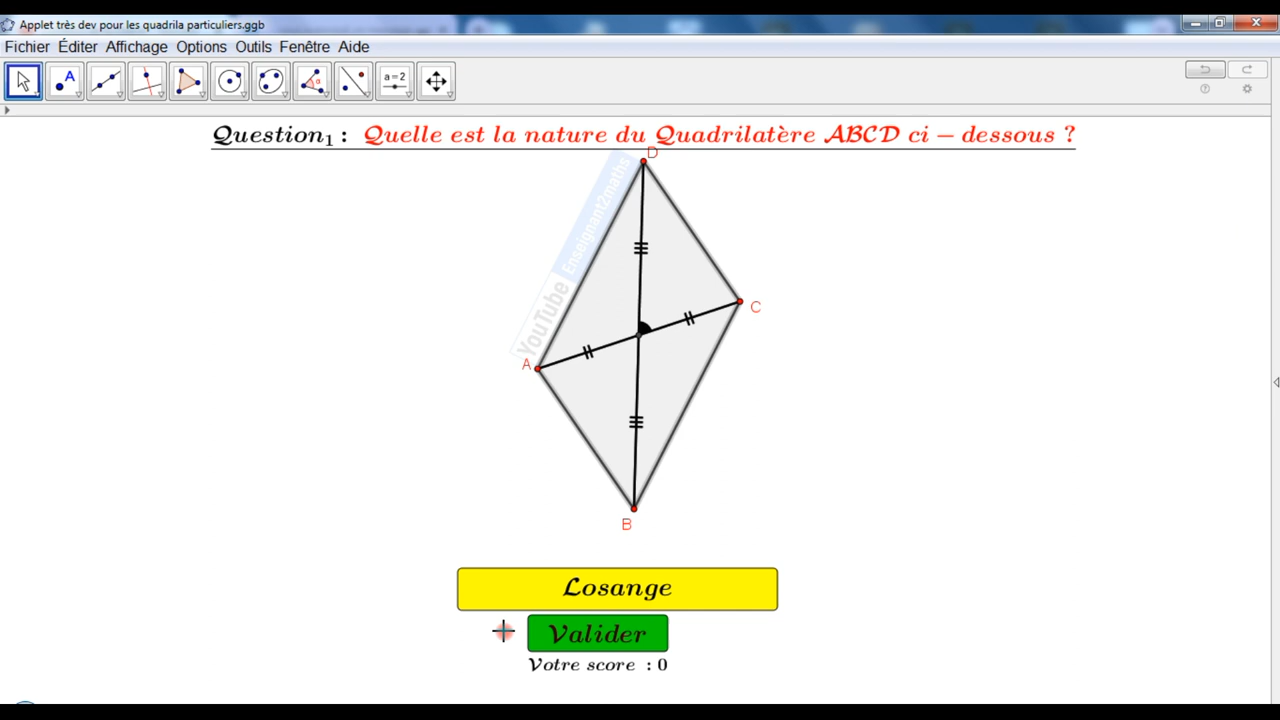 Applet très dev pour les quadrila particuliers.ggb
Fichier Éditer Affichage Options Outils Fenêtre Aide
A
α
a=2
Question1 : Quelle est la nature du Quadrilatère ABCD ci - dessous ?
D
YouTube Enseignant2maths
C
A
B
Losange
Valider
Votre score : 0